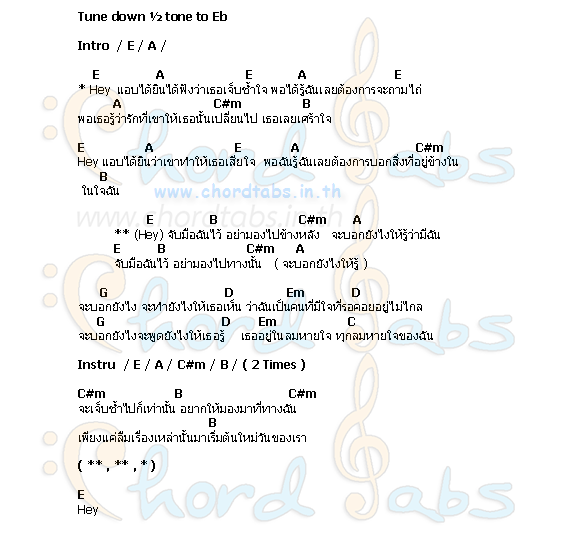 Tune down ½ tone to Eb
Intro / E / A /
E A E A E
* Hey แอบได้ยินได้ฟังว่าเธอเจ็บช้ำใจ พอได้รู้ฉันเลยต้องการจะถามไถ่
A C#m B
พอเธอรู้ว่ารักที่เขาให้เธอนั้นเปลี่ยนไป เธอเลยเศร้าใจ
E A E A C#m
Hey แอบได้ยินว่าเขาทำให้เธอเสียใจ พอฉันรู้ฉันเลยต้องการบอกสิ่งที่อยู่ข้างใน
B
ในใจฉัน
www.chordtabs.in.th
www.chordtabs.in.th
E B C#m A
** (Hey) จับมือฉันไว้ อย่ามองไปข้างหลัง จะบอกยังไงให้รู้ว่ามีฉัน
E B C#m A
จับมือฉันไว้ อย่ามองไปทางนั้น ( จะบอกยังไงให้รู้ )
G D Em D
จะบอกยังไง จะทำยังไงให้เธอเห็น ว่าฉันเป็นคนที่มีใจที่รอคอยอยู่ไม่ไกล
G D Em C
จะบอกยังไงจะพูดยังไงให้เธอรู้ เธออยู่ในลมหายใจ ทุกลมหายใจของฉัน
Instru / E / A / C#m / B / ( 2 Times )
C#m B C#m
จะเจ็บช้ำไปก็เท่านั้น อยากให้มองมาที่ทางฉัน
B
เพียงแค่ลืมเรื่องเหล่านั้นมาเริ่มต้นใหม่วันของเรา
( ** , ** , * )
E
Hey
Chord Tabs
Chord Tabs